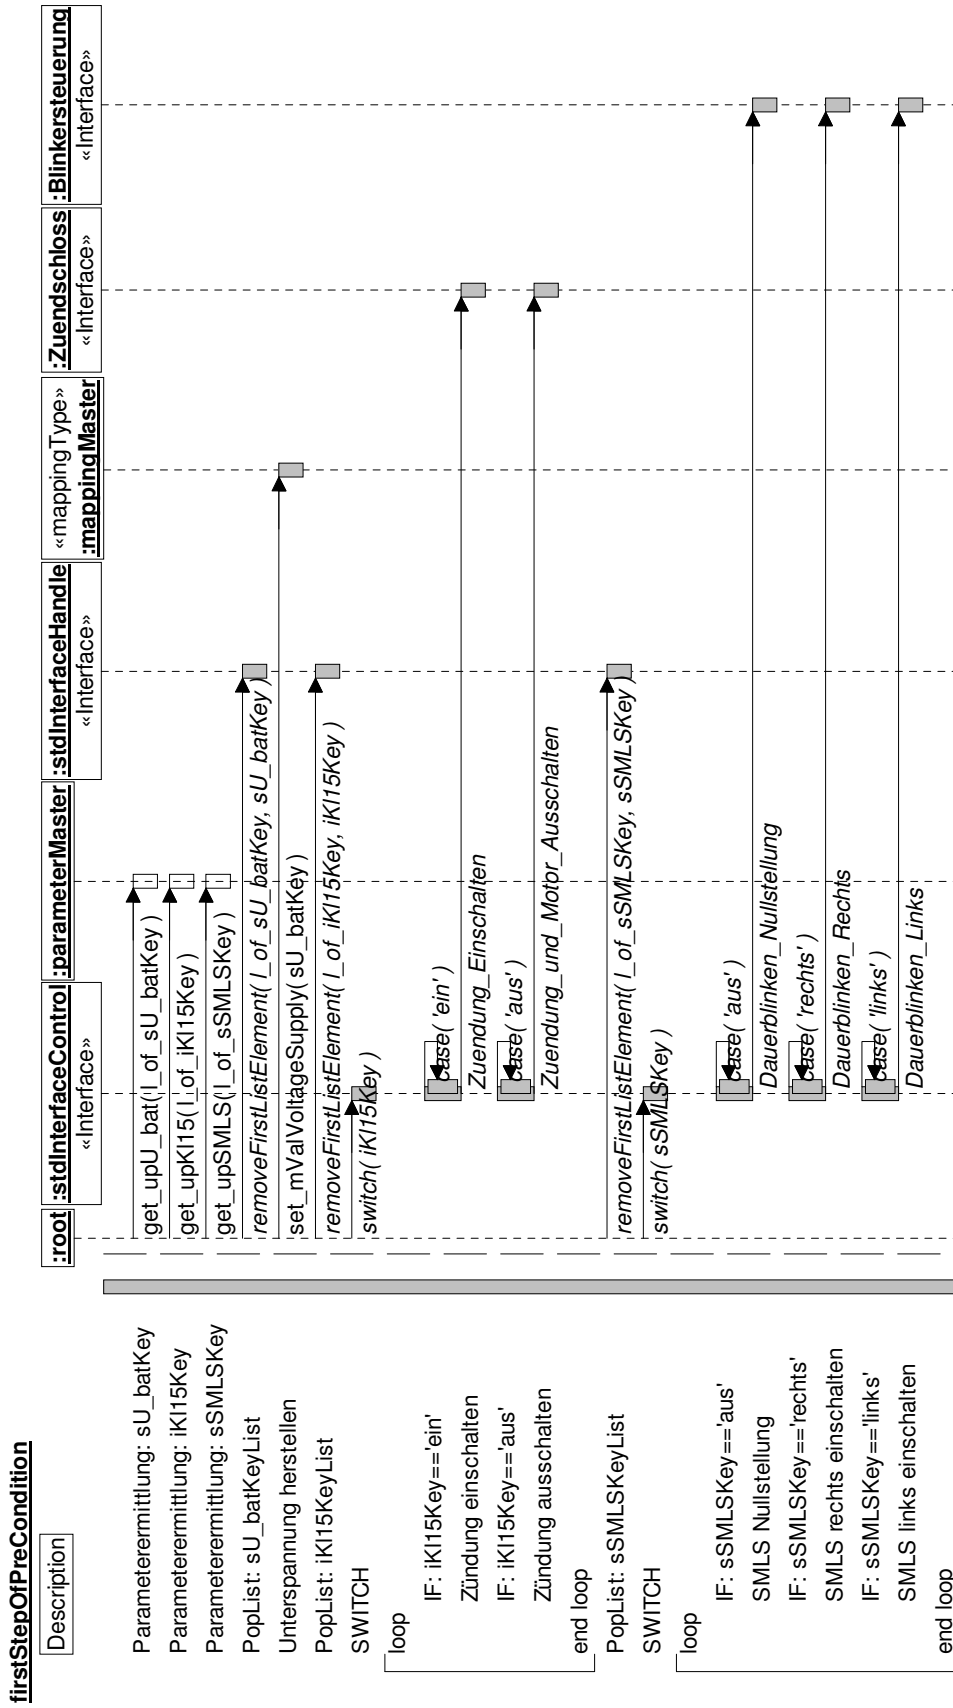 firstStepOfPreCondition
Description
:root
:stdInterfaceControl
«Interface»
:parameterMaster
:stdInterfaceHandle
«Interface»
«mappingType»
:mappingMaster
:Zuendschloss
«Interface»
:Blinkersteuerung
«Interface»
Parameterermittlung: sU_batKey
get_upU_bat(l_of_sU_batKey )
Parameterermittlung: iKl15Key
get_upKl15(l_of_iKl15Key )
Parameterermittlung: sSMLSKey
get_upSMLS(l_of_sSMLSKey )
PopList: sU_batKeyList
removeFirstListElement( l_of_sU_batKey, sU_batKey )
Unterspannung herstellen
set_mValVoltageSupply( sU_batKey )
PopList: iKl15KeyList
removeFirstListElement( l_of_iKl15Key, iKl15Key )
SWITCH
switch( iKl15Key )
loop
IF: iKl15Key=='ein'
case( 'ein' )
Zündung einschalten
Zuendung_Einschalten
IF: iKl15Key=='aus'
case( 'aus' )
Zündung ausschalten
Zuendung_und_Motor_Ausschalten
end loop
PopList: sSMLSKeyList
removeFirstListElement( l_of_sSMLSKey, sSMLSKey )
SWITCH
switch( sSMLSKey )
loop
IF: sSMLSKey=='aus'
case( 'aus' )
SMLS Nullstellung
Dauerblinken_Nullstellung
IF: sSMLSKey=='rechts'
case( 'rechts' )
SMLS rechts einschalten
Dauerblinken_Rechts
IF: sSMLSKey=='links'
case( 'links' )
SMLS links einschalten
Dauerblinken_Links
end loop